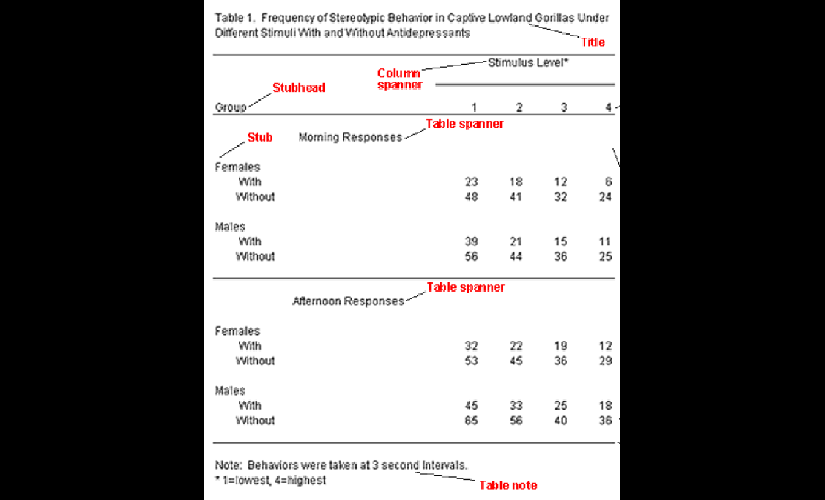 Table 1. Frequency of Stereotypic Behavior in Captive Lowland Gorillas Under
Different Stimuli With and Without Antidepressants
Title
Stimulus Level*
Column
spanner
Stubhead
Group 1 2 3 4
Table spanner
Stub Morning Responses
Females
With 23 18 12 6
Without 48 41 32 24
Males
With 39 21 15 11
Without 56 44 36 25
Table spanner
Afternoon Responses
Females
With 32 22 19 12
Without 53 45 36 29
Males
With 45 33 25 18
Without 65 56 40 36
Note: Behaviors were taken at 3 second Intervals.
* 1=lowest, 4=highest
Table note